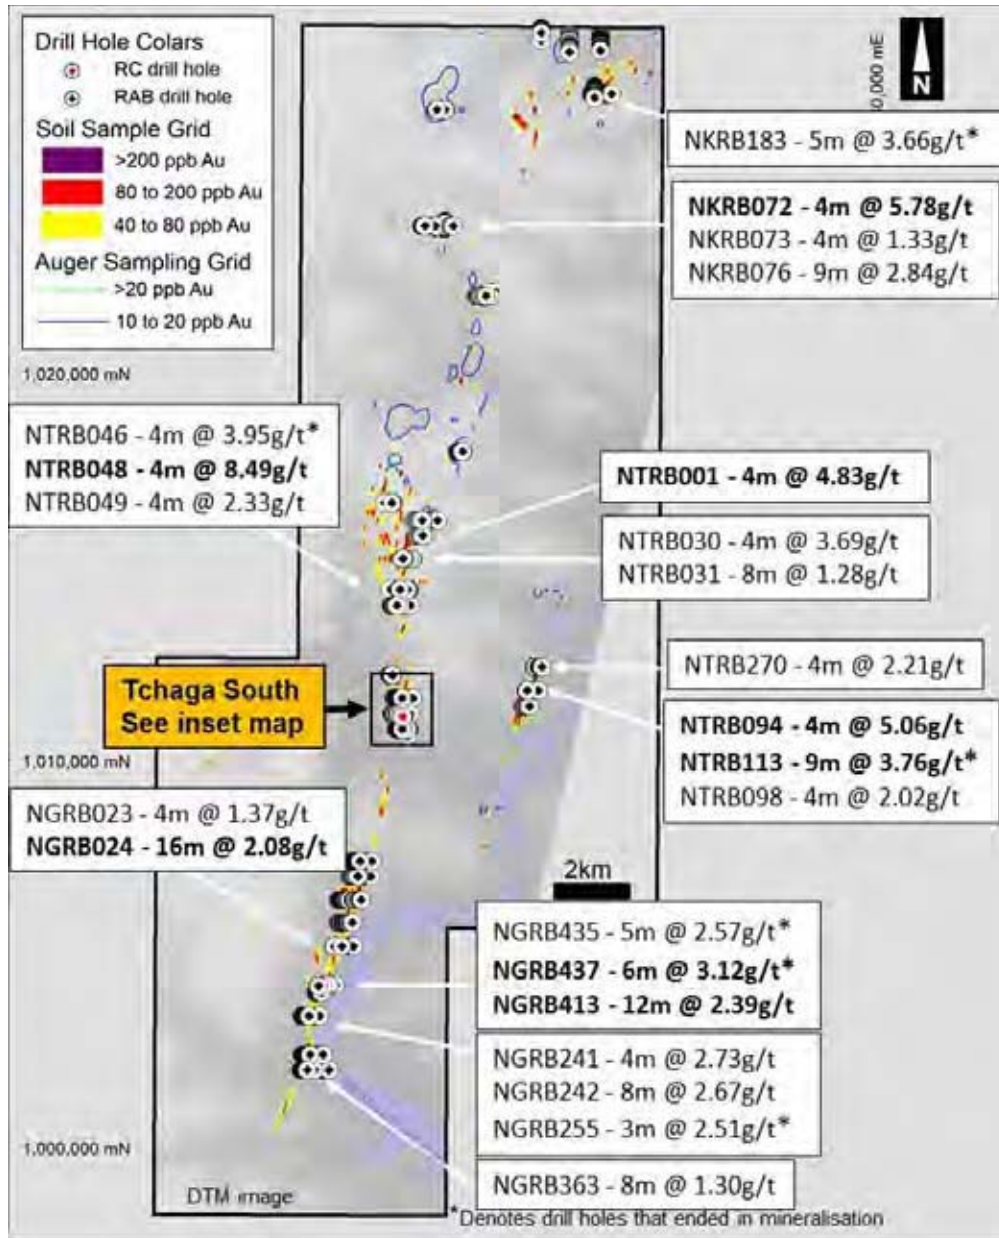 Drill Hole Colars
RC drill hole
RAB drill hole
Soil Sample Grid
>200 ppb Au
80 to 200 ppb Au
40 to 80 ppb Au
Auger Sampling Grid
>20 ppb Au
10 to 20 ppb Au
0,000 mE
N
NKRB183 - 5m @ 3.66g/t*
NKRB072 - 4m @ 5.78g/t
NKRB073 - 4m @ 1.33g/t
NKRB076 - 9m @ 2.84g/t
1,020,000 mN
NTRB046 - 4m @ 3.95g/t*
NTRB048 - 4m @ 8.49g/t
NTRB049 - 4m @ 2.33g/t
NTRB001 - 4m @ 4.83g/t
NTRB030 - 4m @ 3.69g/t
NTRB031 - 8m @ 1.28g/t
Tchaga South
See inset map
NTRB270 - 4m @ 2.21g/t
NTRB094 - 4m @ 5.06g/t
NTRB113 - 9m @ 3.76g/t*
NTRB098 - 4m @ 2.02g/t
1,010,000 mN
NGRB023 - 4m @ 1.37g/t
NGRB024 - 16m @ 2.08g/t
2km
NGRB435 - 5m @ 2.57g/t*
NGRB437 - 6m @ 3.12g/t*
NGRB413 - 12m @ 2.39g/t
NGRB241 - 4m @ 2.73g/t
NGRB242 - 8m @ 2.67g/t
NGRB255 - 3m @ 2.51g/t*
1,000,000 mN
NGRB363 - 8m @ 1.30g/t
DTM image
*Denotes drill holes that ended in mineralisation